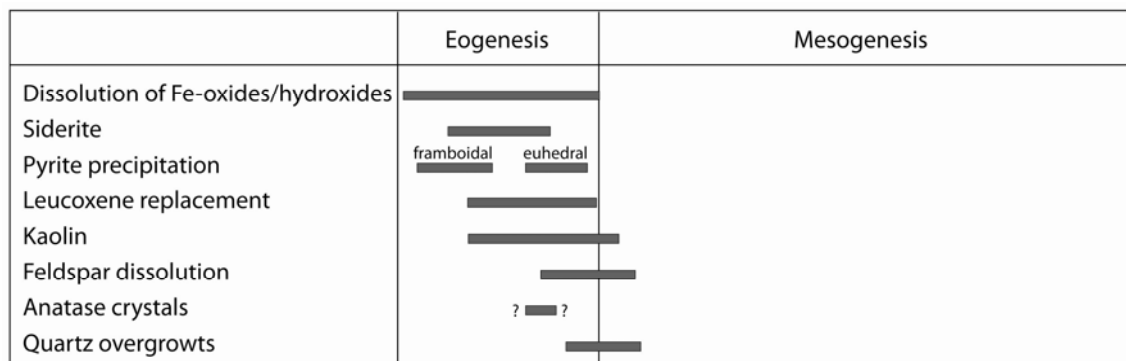 Eogenesis Mesogenesis
Dissolution of Fe-oxides/hydroxides
Siderite
framboidal euhedral
Pyrite precipitation
Leucoxene replacement
Kaolin
Feldspar dissolution
Anatase crystals ? ?
Quartz overgrowts